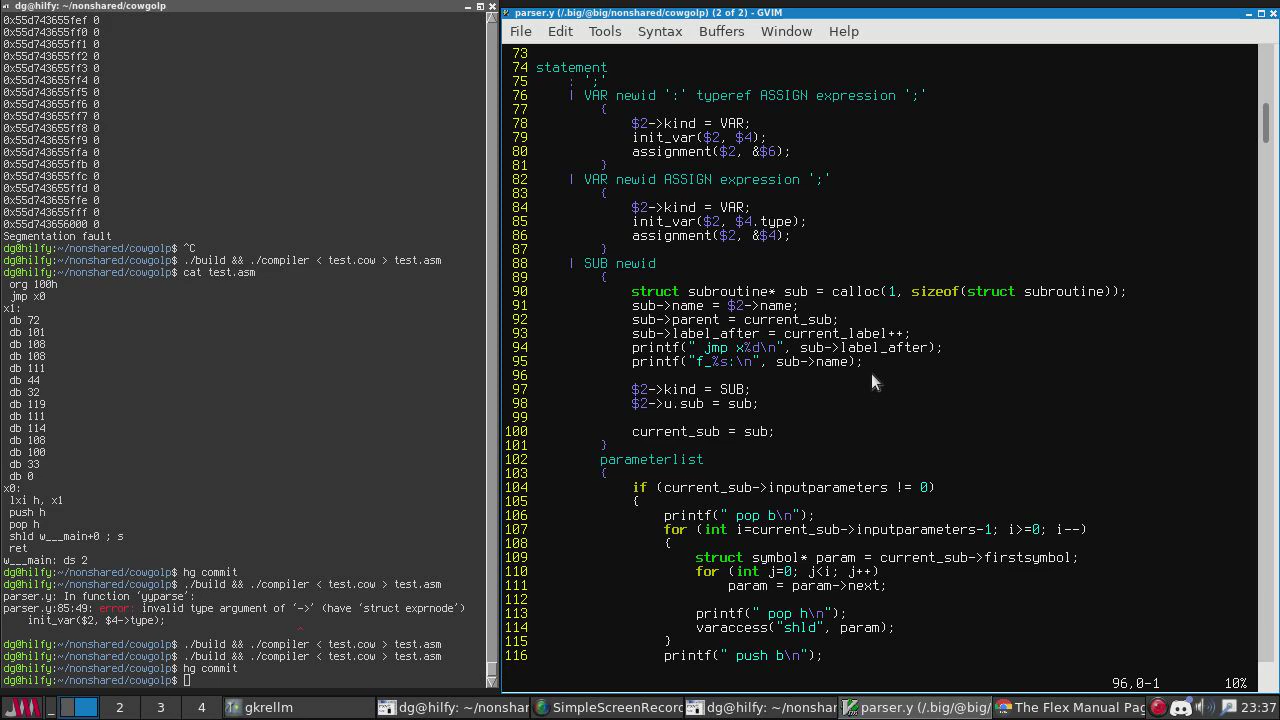 dg@hilfy:~/nonshared/cowgolp
0x55d743655fef 0
0x55d743655ff0 0
0x55d743655ff1 0
0x55d743655ff2 0
0x55d743655ff3 0
0x55d743655ff4 0
0x55d743655ff5 0
0x55d743655ff6 0
0x55d743655ff7 0
0x55d743655ff8 0
0x55d743655ff9 0
0x55d743655ffa 0
0x55d743655ffb 0
0x55d743655ffc 0
0x55d743655ffd 0
0x55d743655ffe 0
0x55d743655fff 0
0x55d743656000 0
Segmentation fault
dg@hilfy:~/nonshared/cowgolp$ ^C
dg@hilfy:~/nonshared/cowgolp$ ./build && ./compiler < test.cow > test.asm
dg@hilfy:~/nonshared/cowgolp$ cat test.asm
 org 100h
 jmp x0
x1:
 db 72
 db 101
 db 108
 db 108
 db 111
 db 44
 db 32
 db 119
 db 111
 db 114
 db 108
 db 100
 db 33
 db 0
x0:
 lxi h, x1
 push h
 pop h
 shld w___main+0 ; s
 ret
w___main: ds 2
dg@hilfy:~/nonshared/cowgolp$ hg commit
dg@hilfy:~/nonshared/cowgolp$ ./build && ./compiler < test.cow > test.asm
parser.y: In function 'yyparse':
parser.y:85:49: error: invalid type argument of '->' (have 'struct exprnode')
    init_var($2, $4->type);
^
dg@hilfy:~/nonshared/cowgolp$ ./build && ./compiler < test.cow > test.asm
dg@hilfy:~/nonshared/cowgolp$ ./build && ./compiler < test.cow > test.asm
dg@hilfy:~/nonshared/cowgolp$ hg commit
dg@hilfy:~/nonshared/cowgolp$
parser.y (/.big/@big/nonshared/cowgolp) (2 of 2) - GVIM
File Edit Tools Syntax Buffers Window Help
73
74 statement
75     : ';'
76     | VAR newid ':' typeref ASSIGN expression ';'
77         {
78             $2->kind = VAR;
79             init_var($2, $4);
80             assignment($2, &$6);
81         }
82     | VAR newid ASSIGN expression ';'
83         {
84             $2->kind = VAR;
85             init_var($2, $4.type);
86             assignment($2, &$4);
87         }
88     | SUB newid
89         {
90             struct subroutine* sub = calloc(1, sizeof(struct subroutine));
91             sub->name = $2->name;
92             sub->parent = current_sub;
93             sub->label_after = current_label++;
94             printf(" jmp x%d\n", sub->label_after);
95             printf("f_%s:\n", sub->name);
96
97             $2->kind = SUB;
98             $2->u.sub = sub;
99
100             current_sub = sub;
101         }
102         parameterlist
103         {
104             if (current_sub->inputparameters != 0)
105             {
106                 printf(" pop b\n");
107                 for (int i=current_sub->inputparameters-1; i>=0; i--)
108                 {
109                     struct symbol* param = current_sub->firstsymbol;
110                     for (int j=0; j<i; j++)
111                         param = param->next;
112
113                     printf(" pop h\n");
114                     varaccess("shld", param);
115                 }
116                 printf(" push b\n");
96,0-1 10%
2 3 4 gkrellm dg@hilfy: ~/nonshar SimpleScreenRecor dg@hilfy: ~/nonshar parser.y (/.big/@big/ The Flex Manual Pag 23:37